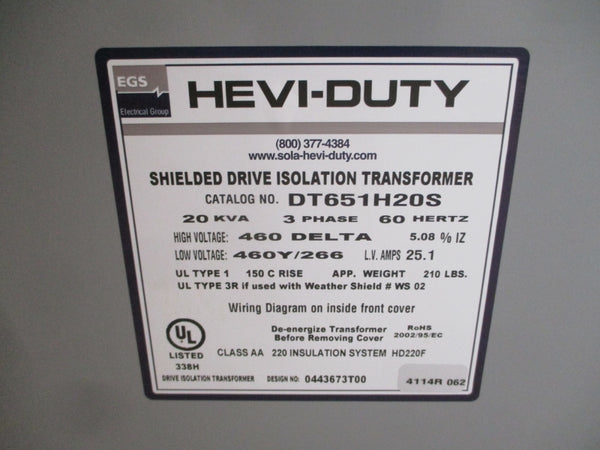 EGS
Electrical Group
HEVI-DUTY
(800) 377-4384
www.sola-hevi-duty.com
SHIELDED DRIVE ISOLATION TRANSFORMER
CATALOG NO. DT651H20S
20 KVA 3 PHASE 60 HERTZ
HIGH VOLTAGE: 460 DELTA 5.08 % IZ
LOW VOLTAGE: 460Y/266 L.V. AMPS 25.1
UL TYPE 1 150 C RISE APP. WEIGHT 210 LBS.
UL TYPE 3R if used with Weather Shield # WS 02
Wiring Diagram on inside front cover
UL
LISTED
338H
De-energize Transformer
Before Removing Cover
RoHS
2002/95/EC
CLASS AA 220 INSULATION SYSTEM HD220F
DRIVE ISOLATION TRANSFORMER DESIGN NO: 0443673T00
4114R 062